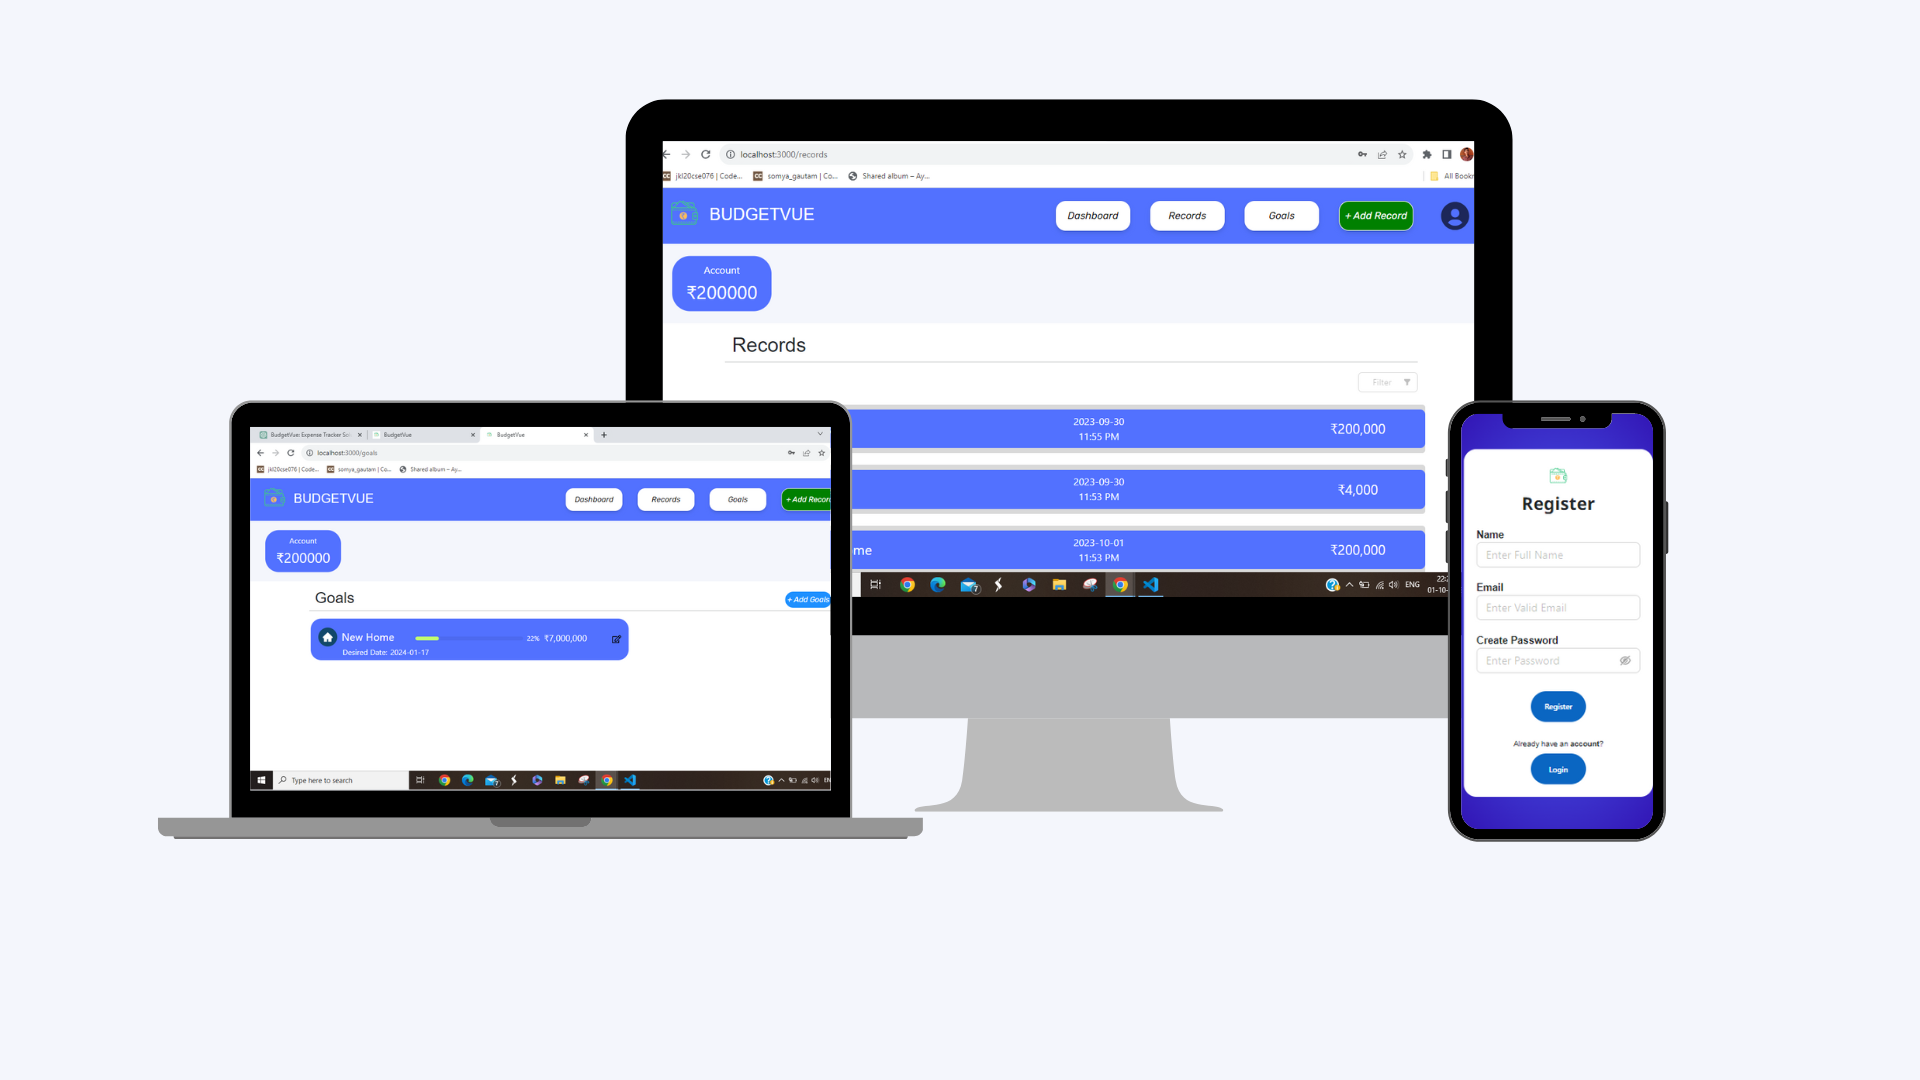 localhost:3000/records
jkl20cse076 | Code...
somya_gautam | Co...
Shared album – Ay...
All Bookr
BUDGETVUE
Dashboard
Records
Goals
+ Add Record
Account
₹200000
Records
Filter
2023-09-30
11:55 PM
₹200,000
2023-09-30
11:53 PM
₹4,000
me
2023-10-01
11:53 PM
₹200,000
7
ENG
22:
01-10-
BudgetVue: Expense Tracker Sol
BudgetVue
BudgetVue
localhost:3000/goals
jkl20cse076 | Code...
somya_gautam | Co...
Shared album – Ay...
BUDGETVUE
Dashboard
Records
Goals
+ Add Record
Account
₹200000
Goals
+ Add Goals
New Home
22% ₹7,000,000
Desired Date: 2024-01-17
Type here to search
Register
Name
Enter Full Name
Email
Enter Valid Email
Create Password
Enter Password
Register
Already have an account?
Login